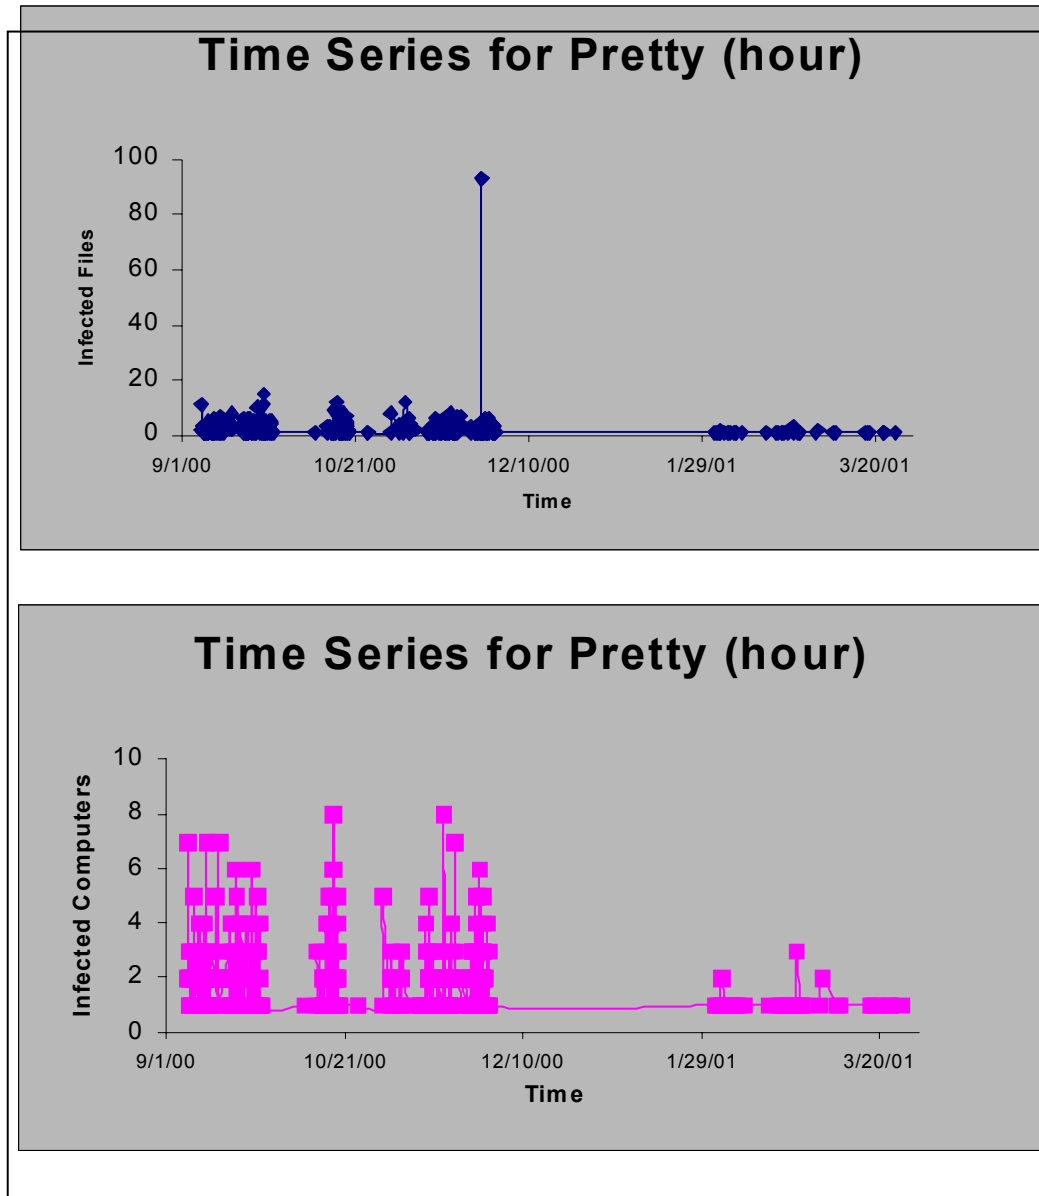 Time Series for Pretty (hour)
100
80
60
40
20
0
Infected Files
9/1/00 10/21/00 12/10/00 1/29/01 3/20/01
Time
Time Series for Pretty (hour)
10
8
6
4
2
0
Infected Computers
9/1/00 10/21/00 12/10/00 1/29/01 3/20/01
Time